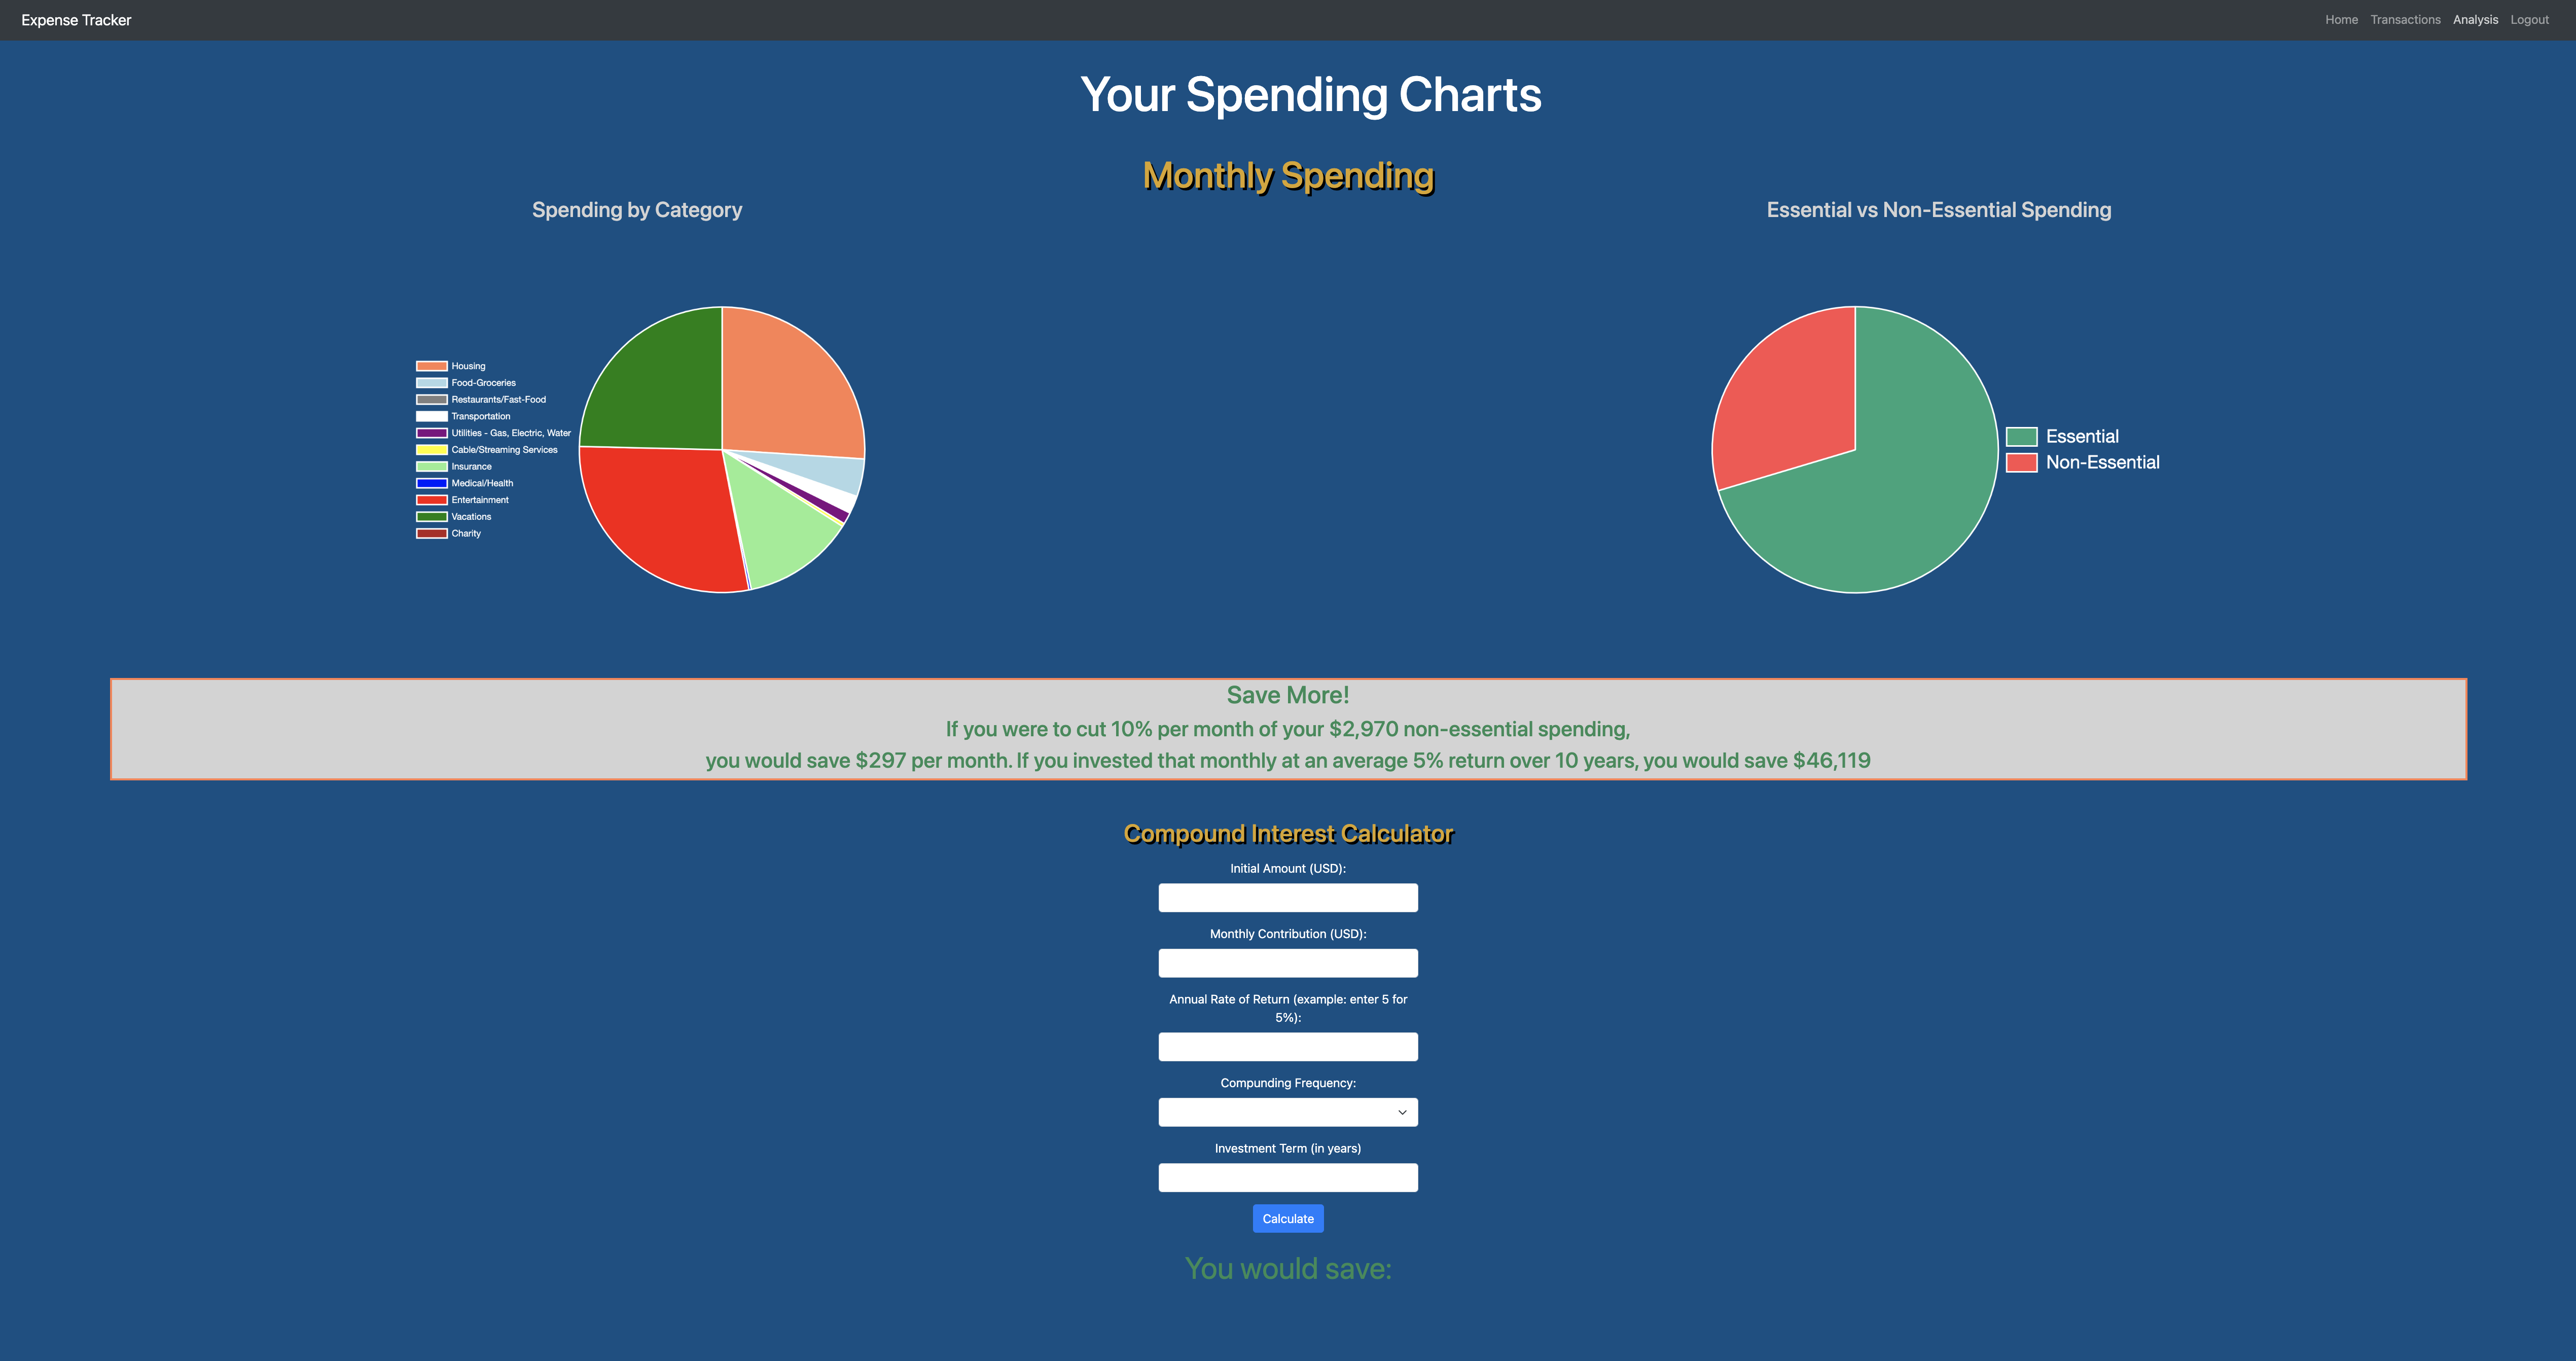 Expense Tracker
Home Transactions Analysis Logout
Your Spending Charts
Monthly Spending
Spending by Category
Essential vs Non-Essential Spending
Housing
Food-Groceries
Restaurants/Fast-Food
Transportation
Utilities - Gas, Electric, Water
Cable/Streaming Services
Insurance
Medical/Health
Entertainment
Vacations
Charity
Essential
Non-Essential
Save More!
If you were to cut 10% per month of your $2,970 non-essential spending,
you would save $297 per month. If you invested that monthly at an average 5% return over 10 years, you would save $46,119
Compound Interest Calculator
Initial Amount (USD):
Monthly Contribution (USD):
Annual Rate of Return (example: enter 5 for
5%):
Compunding Frequency:
Investment Term (in years)
Calculate
You would save: